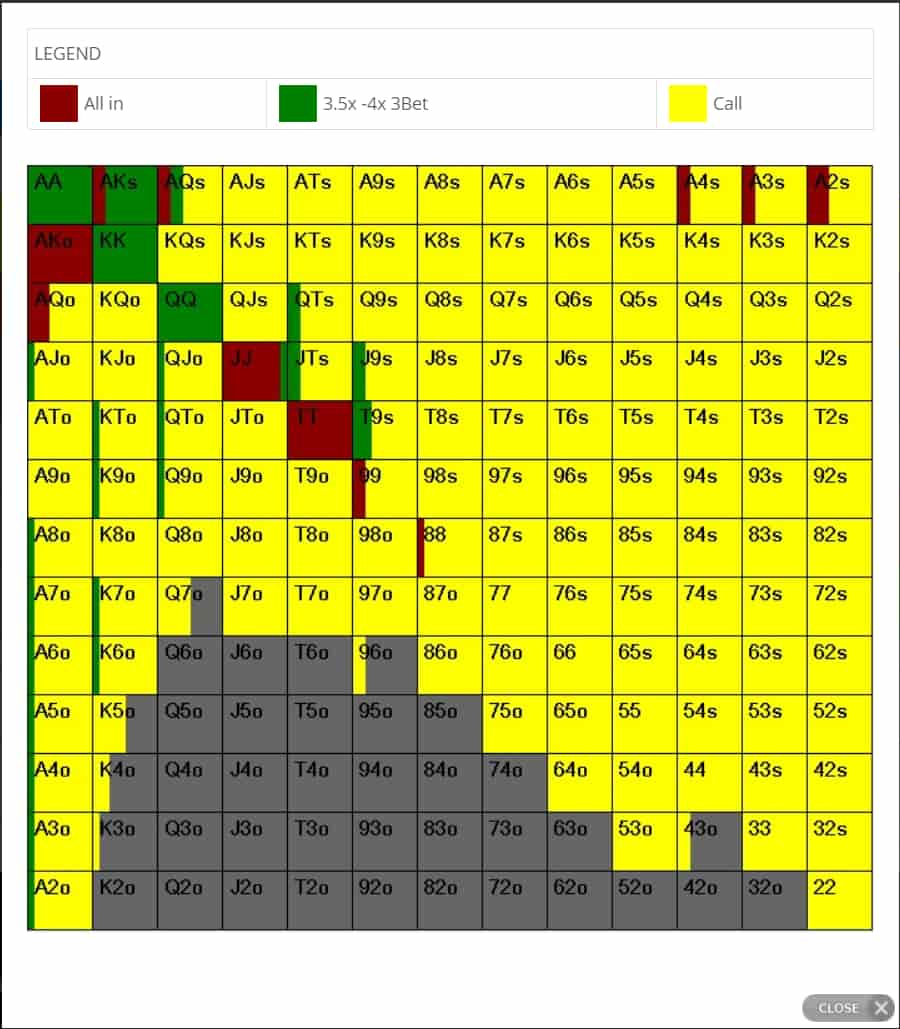 LEGEND
All in 3.5x -4x 3Bet Call
AA AKs AQs AJs ATs A9s A8s A7s A6s A5s A4s A3s A2s
AKo KK KQs KJs KTs K9s K8s K7s K6s K5s K4s K3s K2s
AQo KQo QQ QJs QTs Q9s Q8s Q7s Q6s Q5s Q4s Q3s Q2s
AJo KJo QJo JJ JTs J9s J8s J7s J6s J5s J4s J3s J2s
ATo KTo QTo JTo TT T9s T8s T7s T6s T5s T4s T3s T2s
A9o K9o Q9o J9o T9o 99 98s 97s 96s 95s 94s 93s 92s
A8o K8o Q8o J8o T8o 98o 88 87s 86s 85s 84s 83s 82s
A7o K7o Q7o J7o T7o 97o 87o 77 76s 75s 74s 73s 72s
A6o K6o Q6o J6o T6o 96o 86o 76o 66 65s 64s 63s 62s
A5o K5o Q5o J5o T5o 95o 85o 75o 65o 55 54s 53s 52s
A4o K4o Q4o J4o T4o 94o 84o 74o 64o 54o 44 43s 42s
A3o K3o Q3o J3o T3o 93o 83o 73o 63o 53o 43o 33 32s
A2o K2o Q2o J2o T2o 92o 82o 72o 62o 52o 42o 32o 22
CLOSE